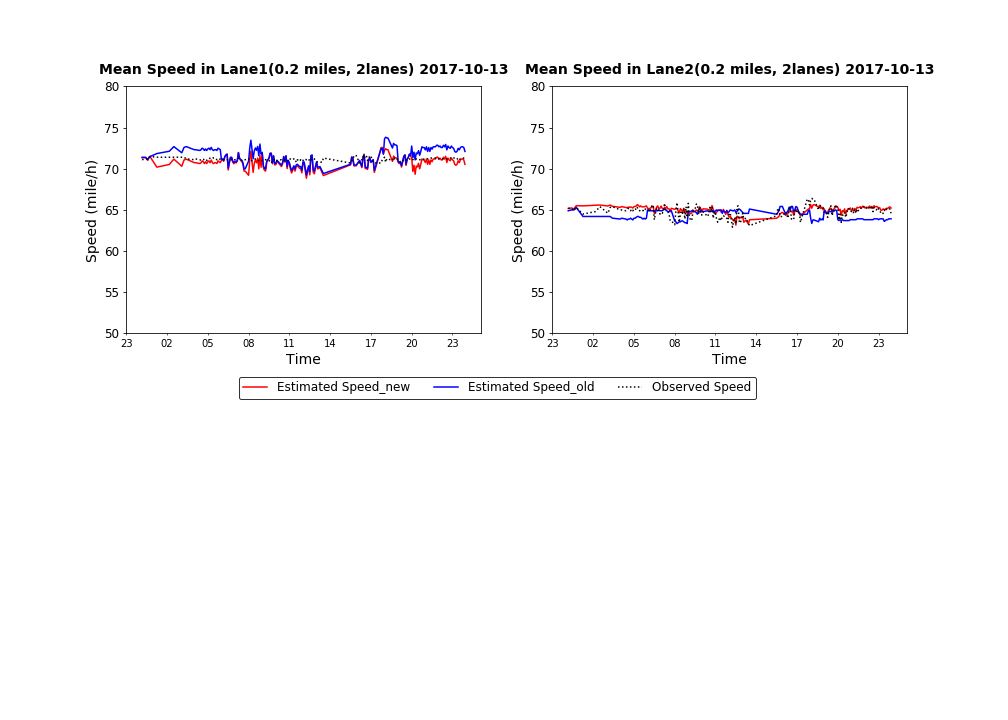 Mean Speed in Lane1(0.2 miles, 2lanes) 2017-10-13
80
75
70
65
60
55
50
Speed (mile/h)
23 02 05 08 11 14 17 20 23
Time
Mean Speed in Lane2(0.2 miles, 2lanes) 2017-10-13
80
75
70
65
60
55
50
Speed (mile/h)
23 02 05 08 11 14 17 20 23
Time
Estimated Speed_new Estimated Speed_old Observed Speed